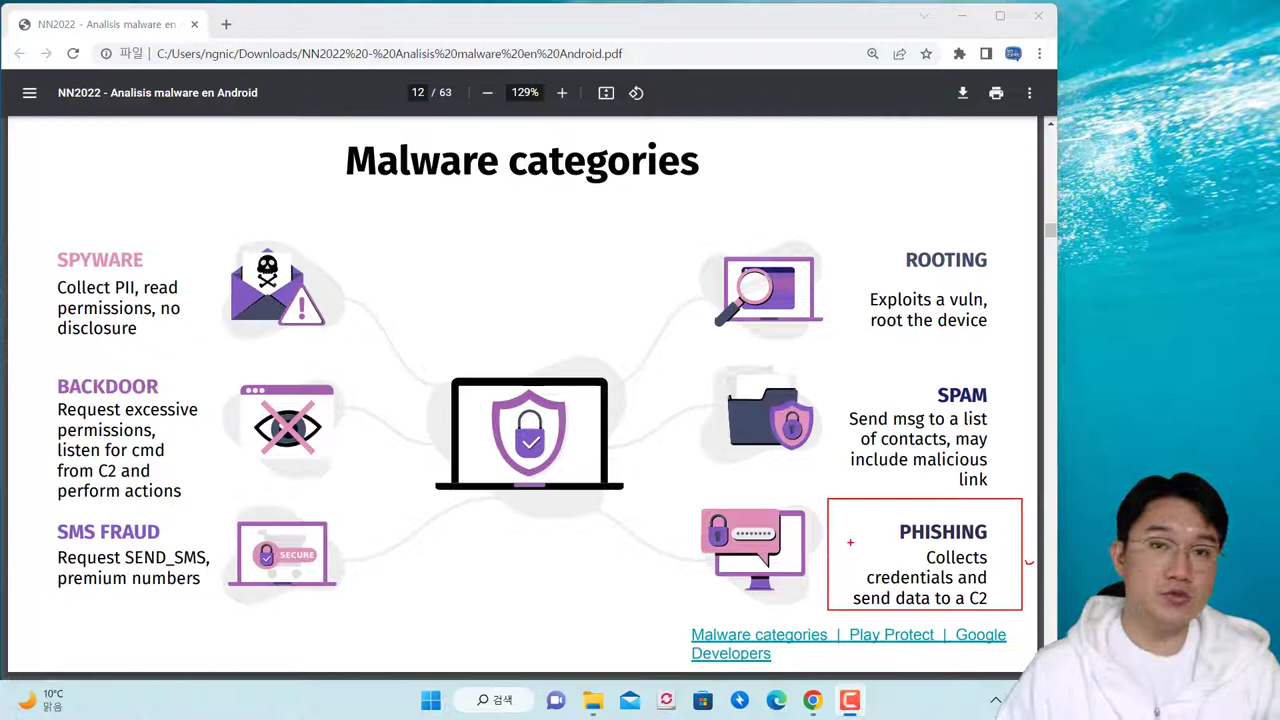 NN2022 - Analisis malware en
파일
C:/Users/ngnic/Downloads/NN2022%20-%20Analisis%20malware%20en%20Android.pdf
NN2022 - Analisis malware en Android
12 / 63
129%
Malware categories
SPYWARE
Collect PII, read
permissions, no
disclosure
BACKDOOR
Request excessive
permissions,
listen for cmd
from C2 and
perform actions
SMS FRAUD
Request SEND_SMS,
premium numbers
SECURE
ROOTING
Exploits a vuln,
root the device
SPAM
Send msg to a list
of contacts, may
include malicious
link
PHISHING
Collects
credentials and
send data to a C2
Malware categories | Play Protect | Google
Developers
10°C
맑음
검색